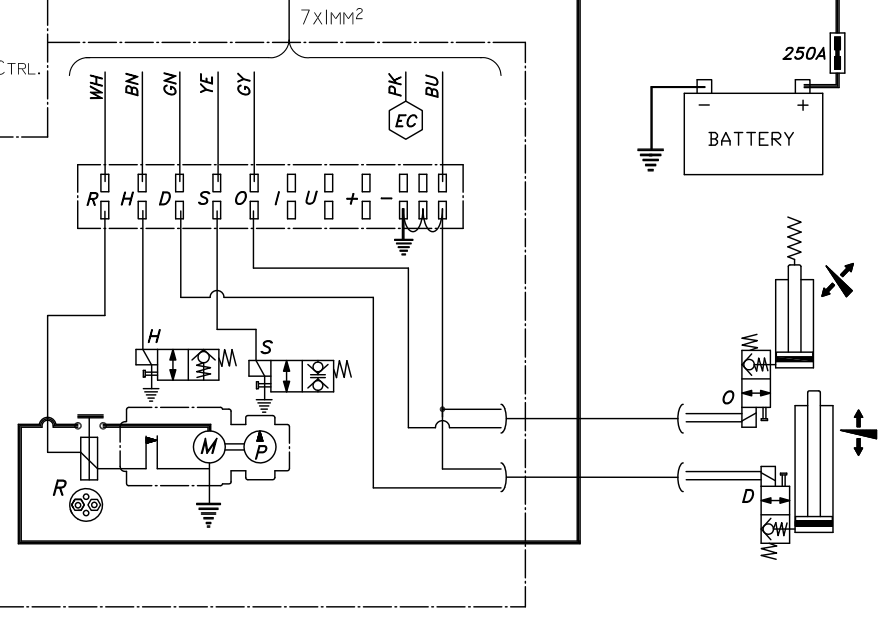 7x1mm²
250A
CTRL.
WH BN GN YE GY PK BU
EC
BATTERY
− +
R H D S O I U + −
H
S
O
M P
R
D